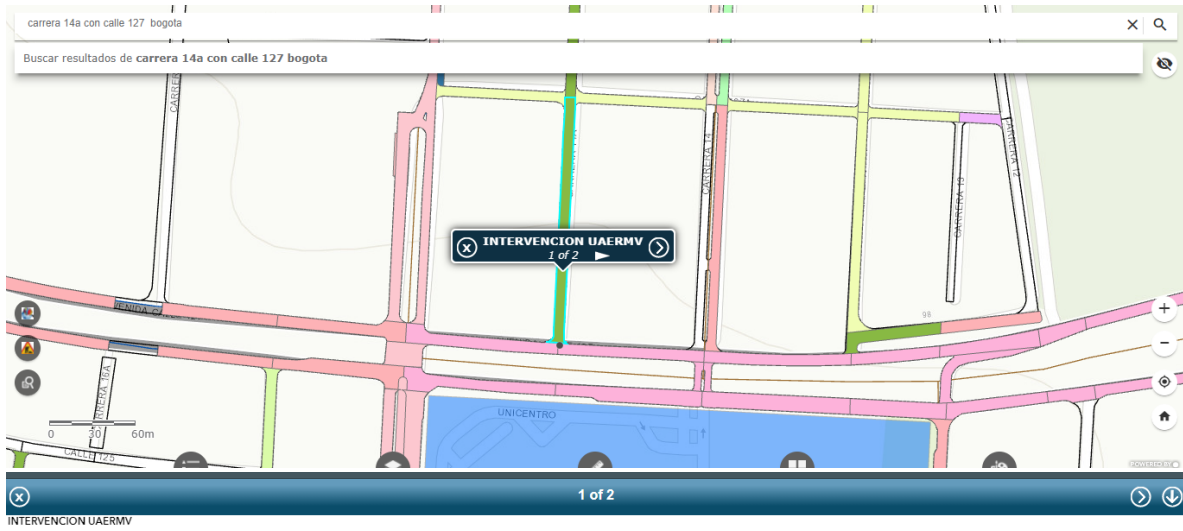 carrera 14a con calle 127 bogota
Buscar resultados de carrera 14a con calle 127 bogota
CARRERA 14
CARRERA 13
CARRERA 12
INTERVENCION UAERMV
1 of 2
98
CARRERA 16A
UNICENTRO
0 30 60m
CALLE 125
POWERED BY
1 of 2
INTERVENCION UAERMV